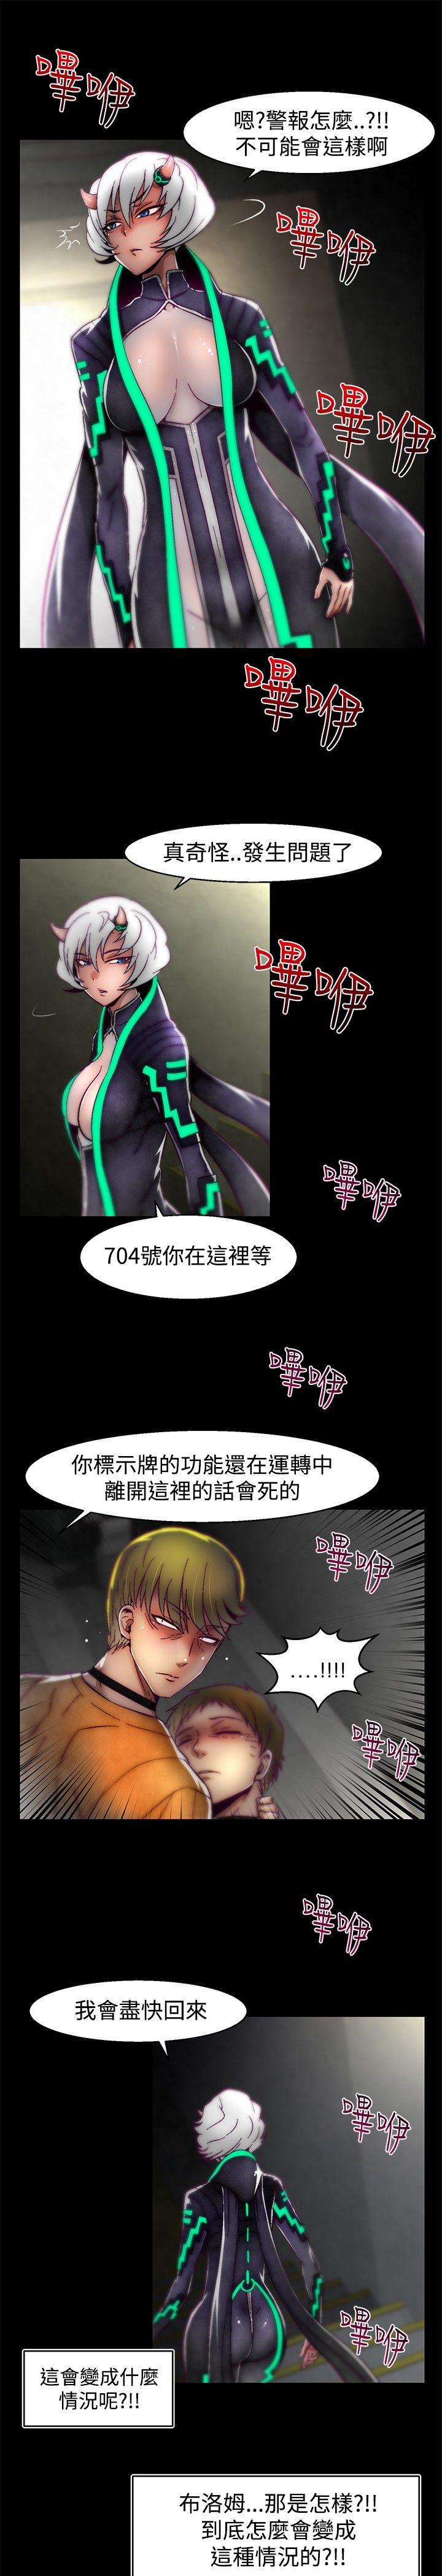 嗶咿
嗯?警報怎麼..?!!
不可能會這樣啊
嗶咿
嗶咿
嗶咿
真奇怪..發生問題了
嗶咿
嗶咿
704號你在這裡等
嗶咿
你標示牌的功能還在運轉中
離開這裡的話會死的
嗶咿
....!!!!
嗶咿
嗶咿
我會盡快回來
嗶咿
嗶咿
這會變成什麼
情況呢?!!
布洛姆...那是怎樣?!!
到底怎麼會變成
這種情況的?!!